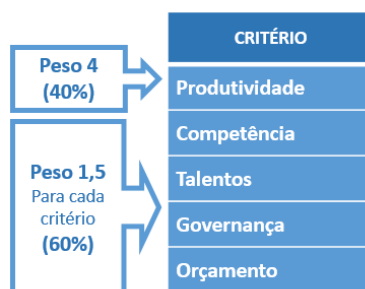 CRITÉRIO
Peso 4
(40%)
Produtividade
Peso 1,5
Para cada
critério
(60%)
Competência
Talentos
Governança
Orçamento